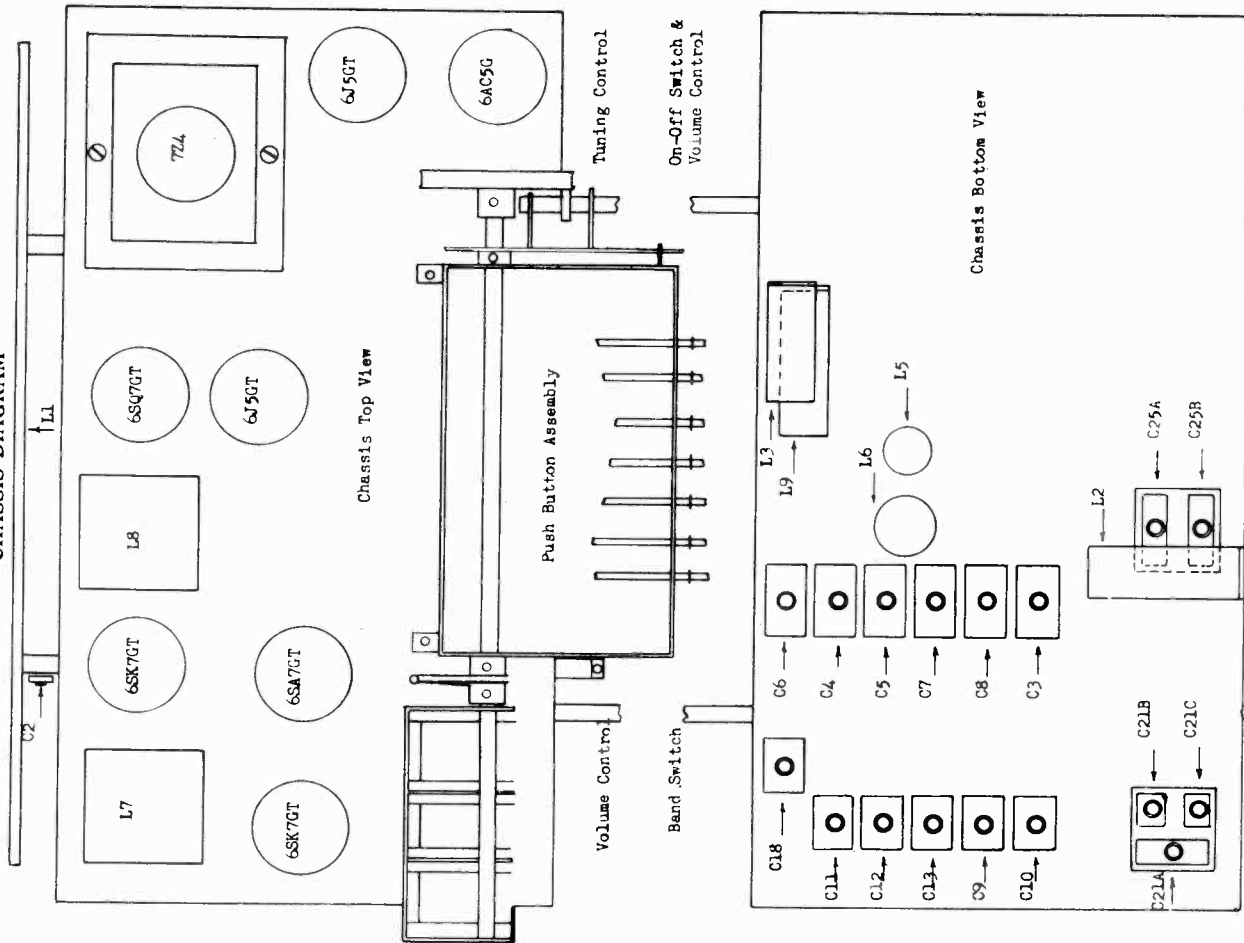 CHASSIS DIAGRAM
L1
C2
7Z4
6J5GT
6AC5G
6SQ7GT
6J5GT
L8
6SK7GT
6SA7GT
L7
6SK7GT
Chassis Top View
Push Button Assembly
Tuning Control
On-Off Switch &
Volume Control
Volume Control
Band Switch
Chassis Bottom View
L3
L9
L5
L6
C6
C4
C5
C7
C8
C3
L2
C25A
C25B
C18
C11
C12
C13
C9
C10
C21B
C21C
C21A